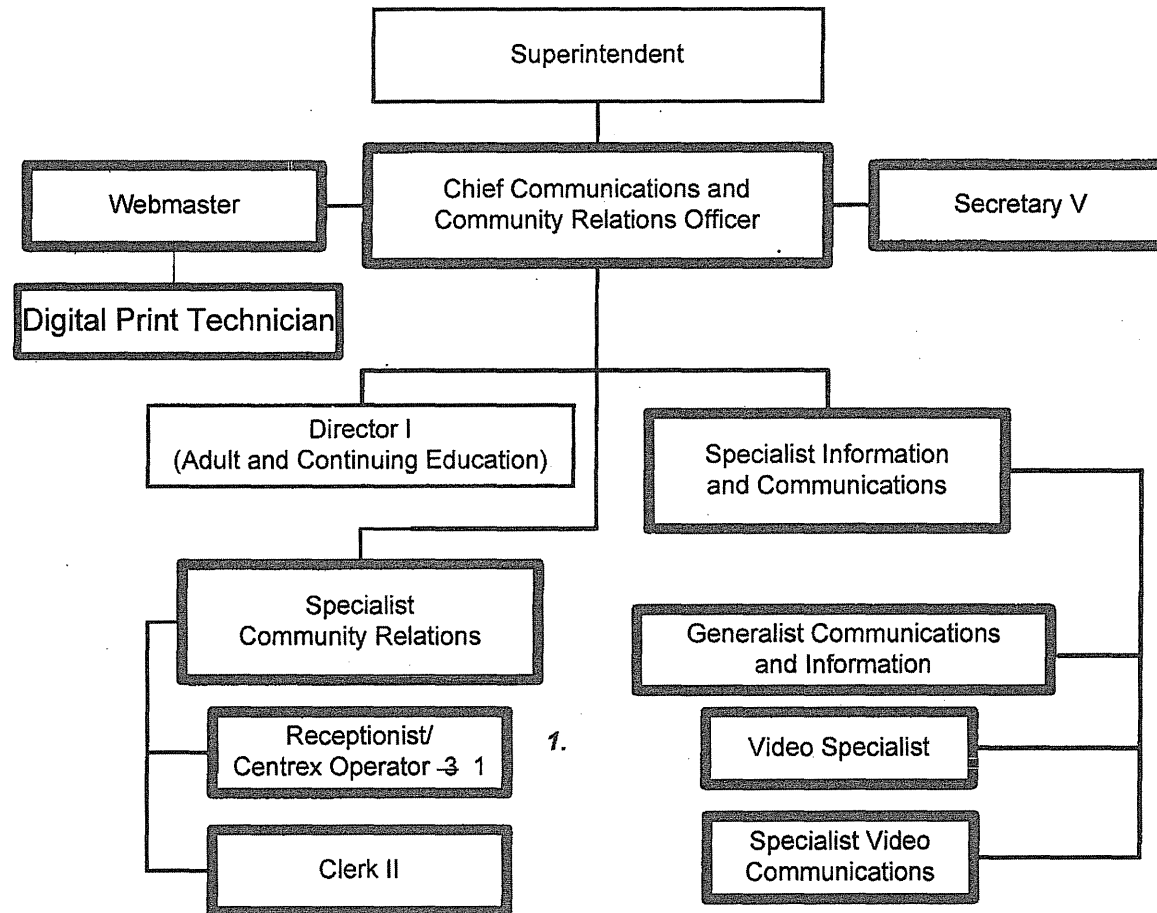 Superintendent
Webmaster
Chief Communications and
Community Relations Officer
Secretary V
Digital Print Technician
Director I
(Adult and Continuing Education)
Specialist Information
and Communications
Specialist
Community Relations
Generalist Communications
and Information
Receptionist/
Centrex Operator 3 1
1.
Video Specialist
Clerk II
Specialist Video
Communications